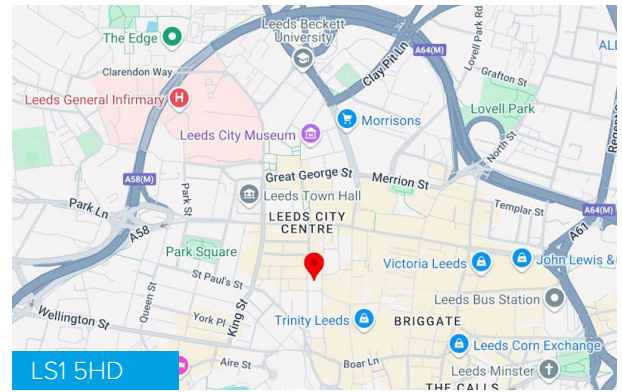 Leeds Beckett
University
Lovell Park Rd
The Edge
A64(M)
Clay Pit Ln
ALL
Clarendon Way
Grafton St
Leeds General Infirmary
H
Morrisons
Lovell Park
Regent St
Leeds City Museum
North St
Great George St
Merrion St
A58(M)
Park St
Leeds Town Hall
Park Ln
Templar St
LEEDS CITY
CENTRE
A64(M)
A58
A61
Park Square
Victoria Leeds
John Lewis &
St Paul's St
Queen St
Leeds Bus Station
Wellington St
York Pl
King St
Trinity Leeds
BRIGGATE
Leeds Corn Exchange
Aire St
Boar Ln
Leeds Minster
LS1 5HD
THE CALLS